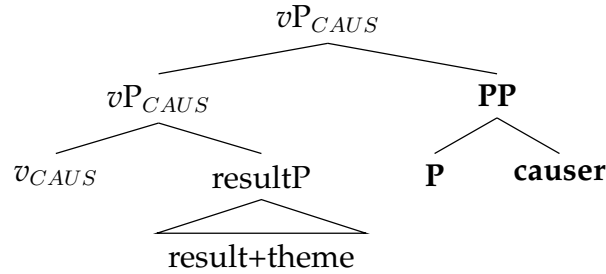 vP_CAUS
vP_CAUS PP
v_CAUS resultP P causer
result+theme